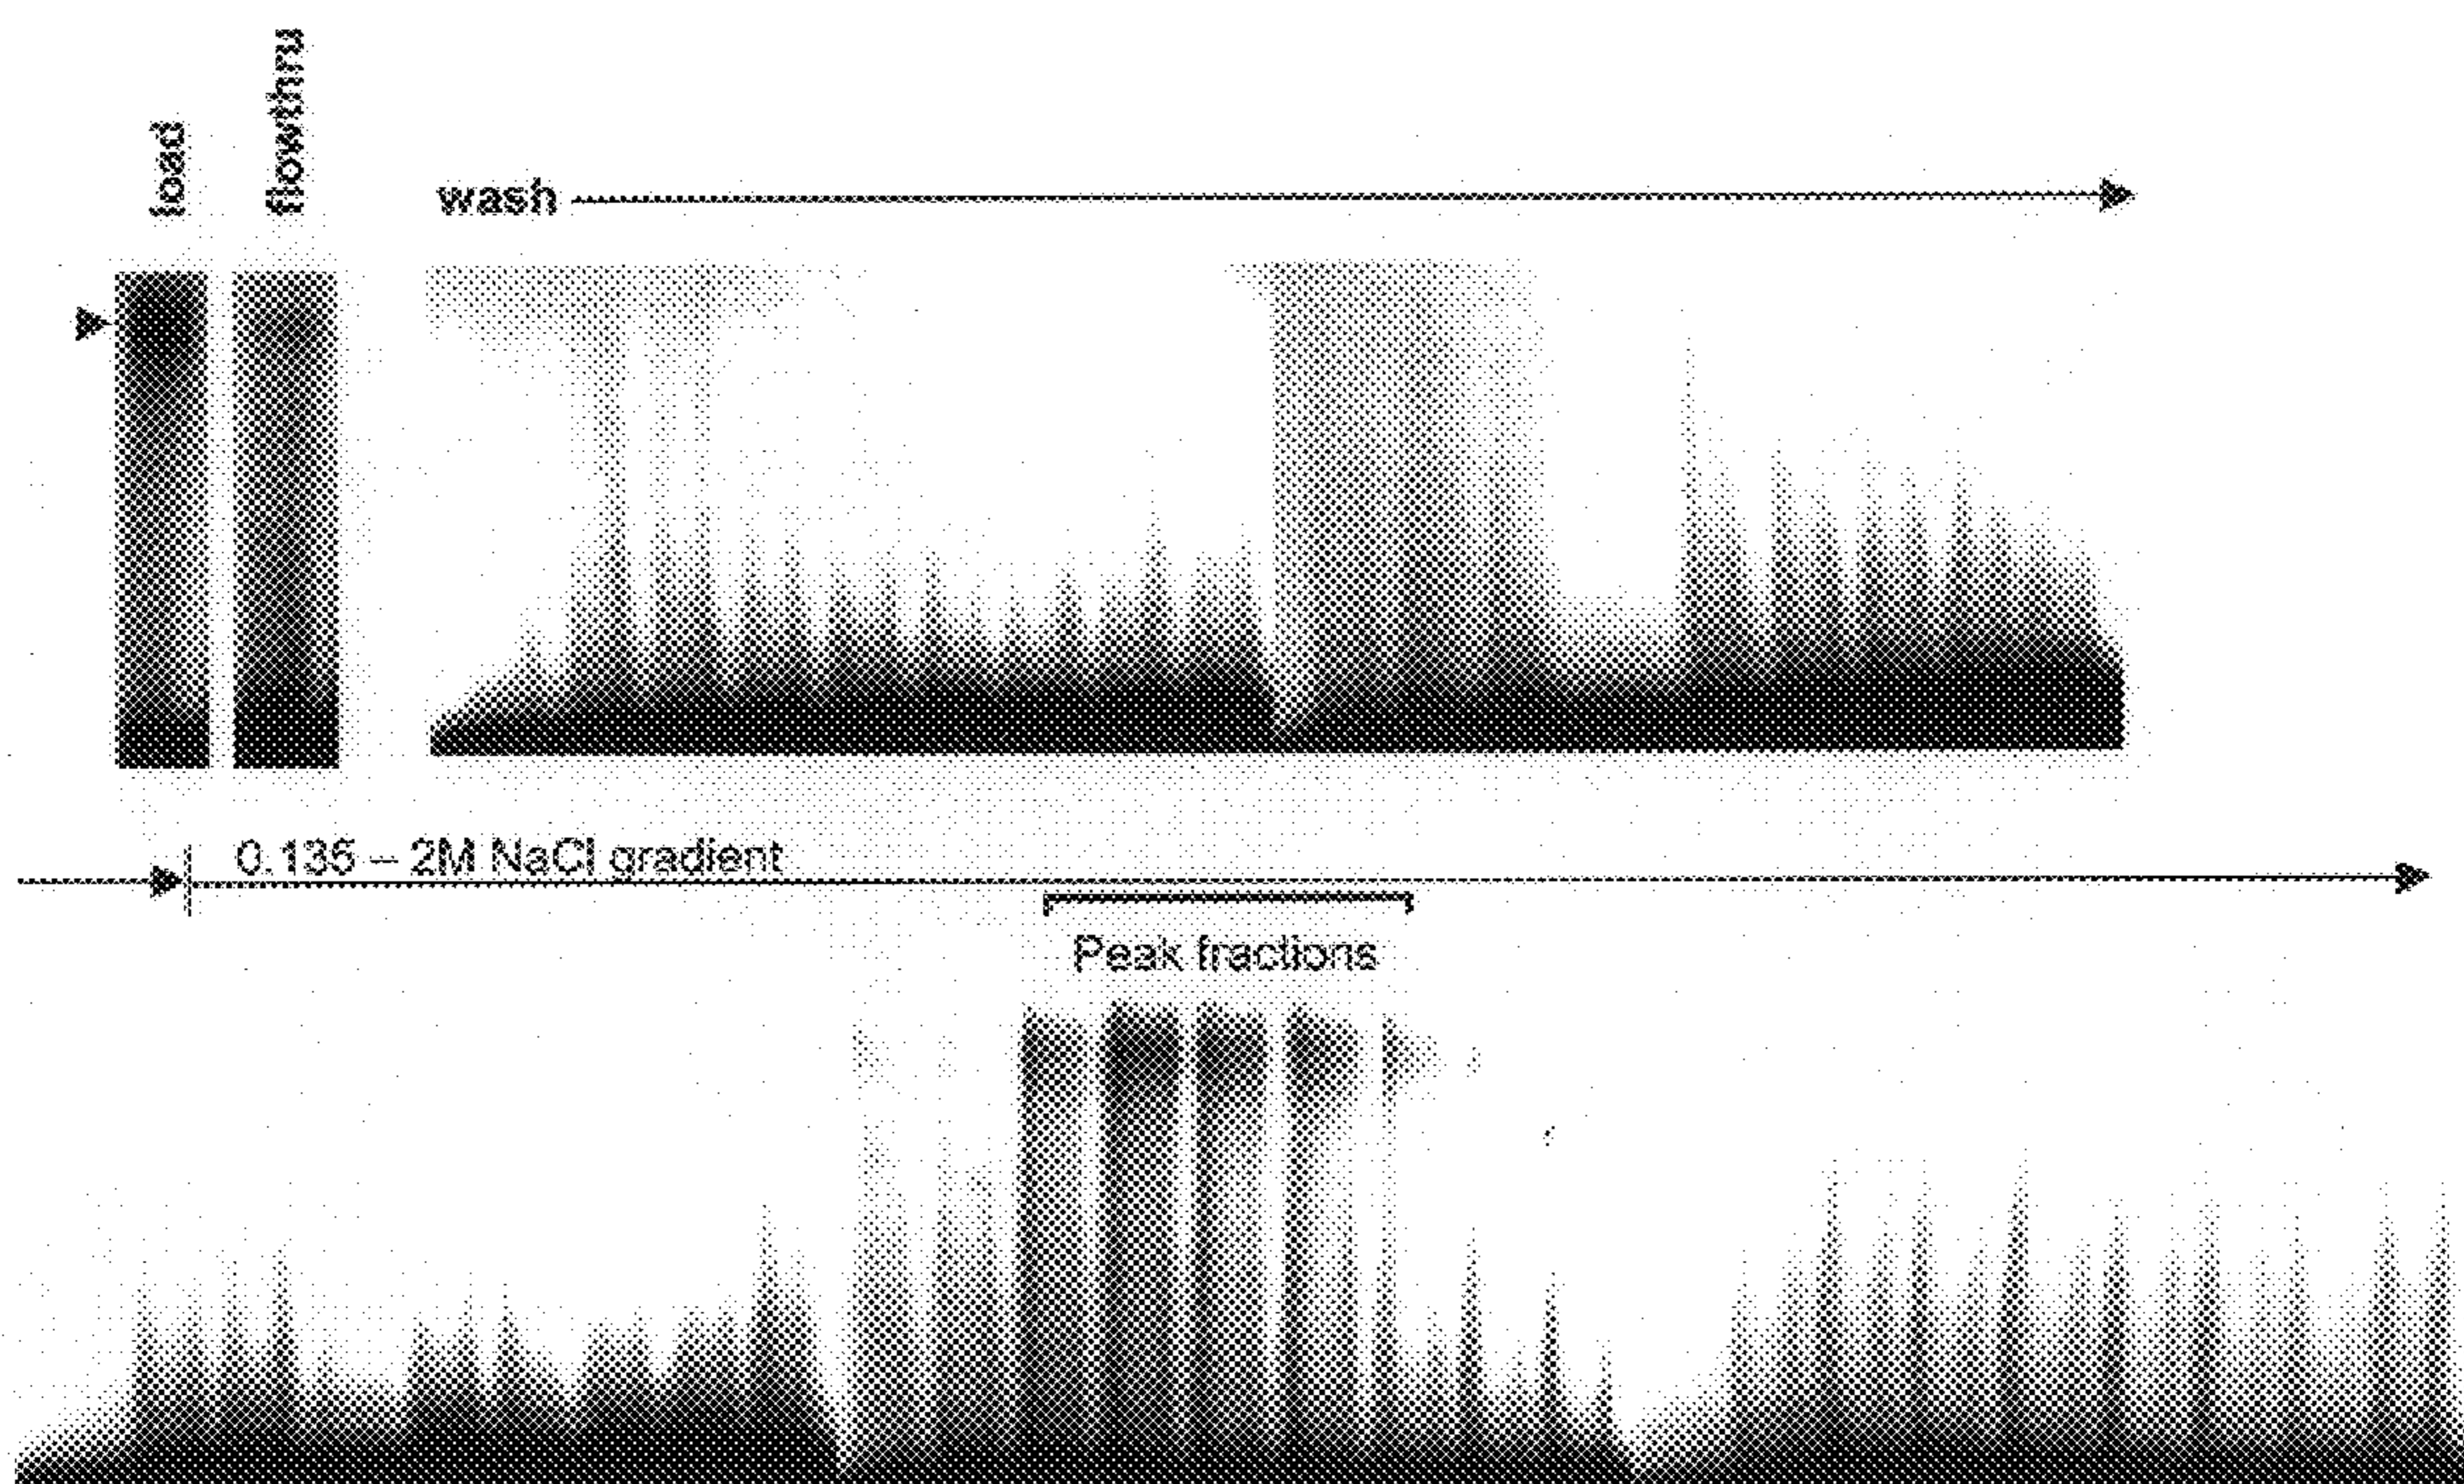 load
flowthru
wash
0.135 – 2M NaCl gradient
Peak fractions